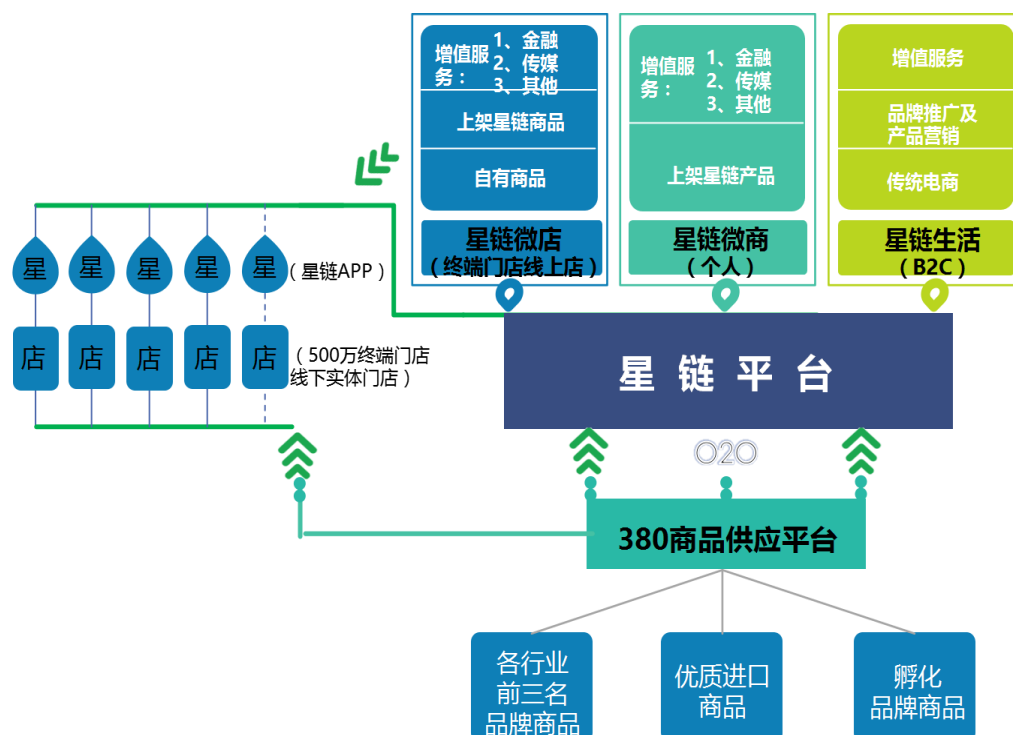 增值服
务：
1、金融
2、传媒
3、其他
上架星链商品
自有商品
星链微店
（终端门店线上店）
增值服
务：
1、金融
2、传媒
3、其他
上架星链产品
星链微商
（个人）
增值服务
品牌推广及
产品营销
传统电商
星链生活
（B2C）
星
星
星
星
星
（星链APP）
店
店
店
店
店
（500万终端门店
线下实体门店）
星链平台
O2O
380商品供应平台
各行业
前三名
品牌商品
优质进口
商品
孵化
品牌商品